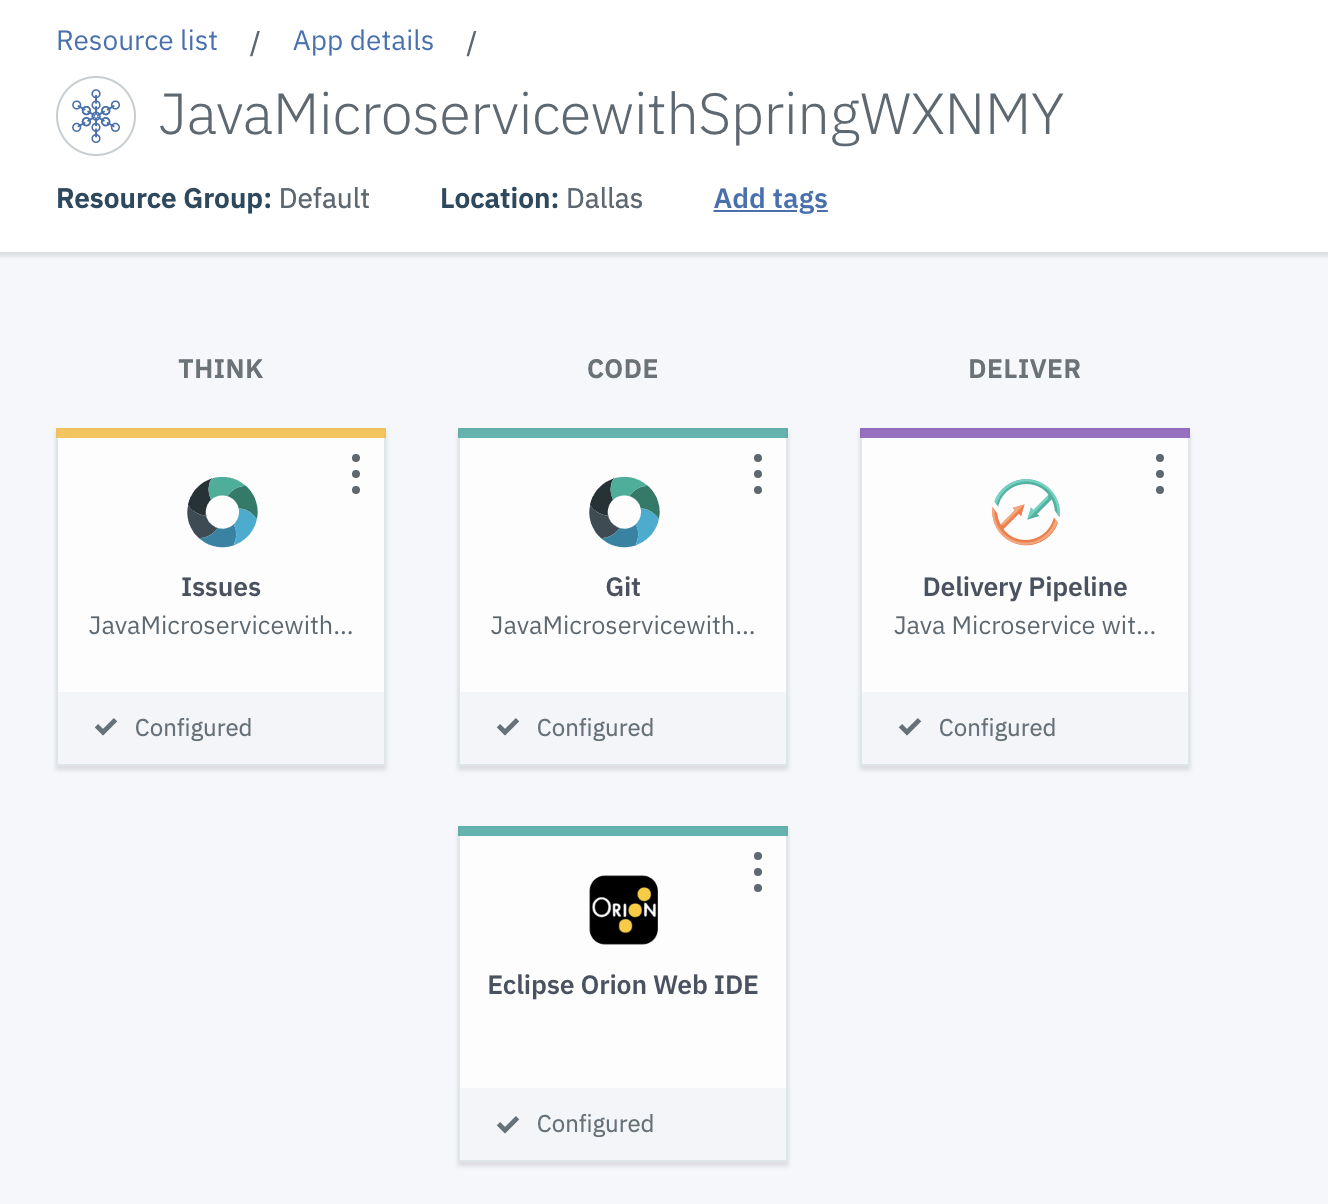 Resource list / App details /
JavaMicroservicewithSpringWXNMY
Resource Group: Default Location: Dallas Add tags
THINK
Issues
JavaMicroservicewith...
Configured
CODE
Git
JavaMicroservicewith...
Configured
ORION
Eclipse Orion Web IDE
Configured
DELIVER
Delivery Pipeline
Java Microservice wit...
Configured